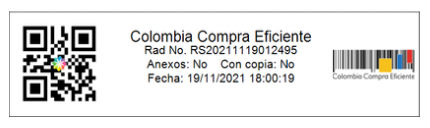 Colombia Compra Eficiente
Rad No. RS20211119012495
Anexos: No Con copia: No
Fecha: 19/11/2021 18:00:19
Colombia Compra Eficiente